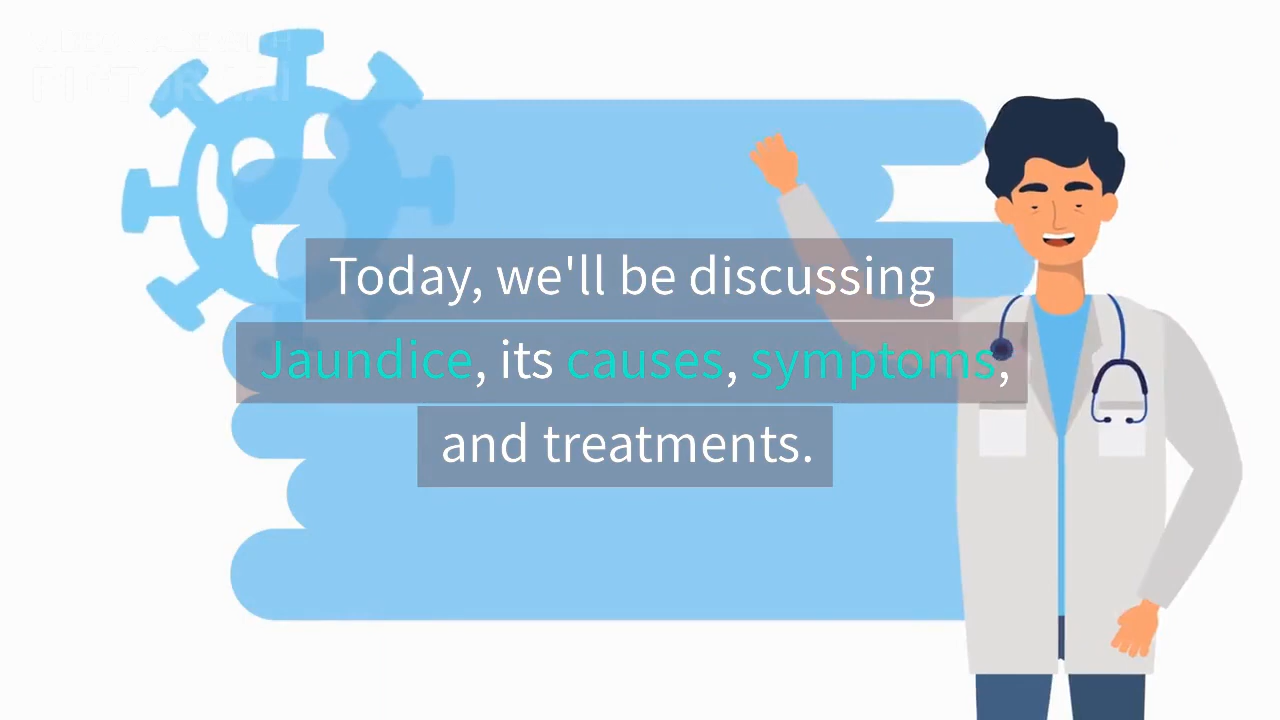 Today, we'll be discussing
Jaundice, its causes, symptoms,
and treatments.